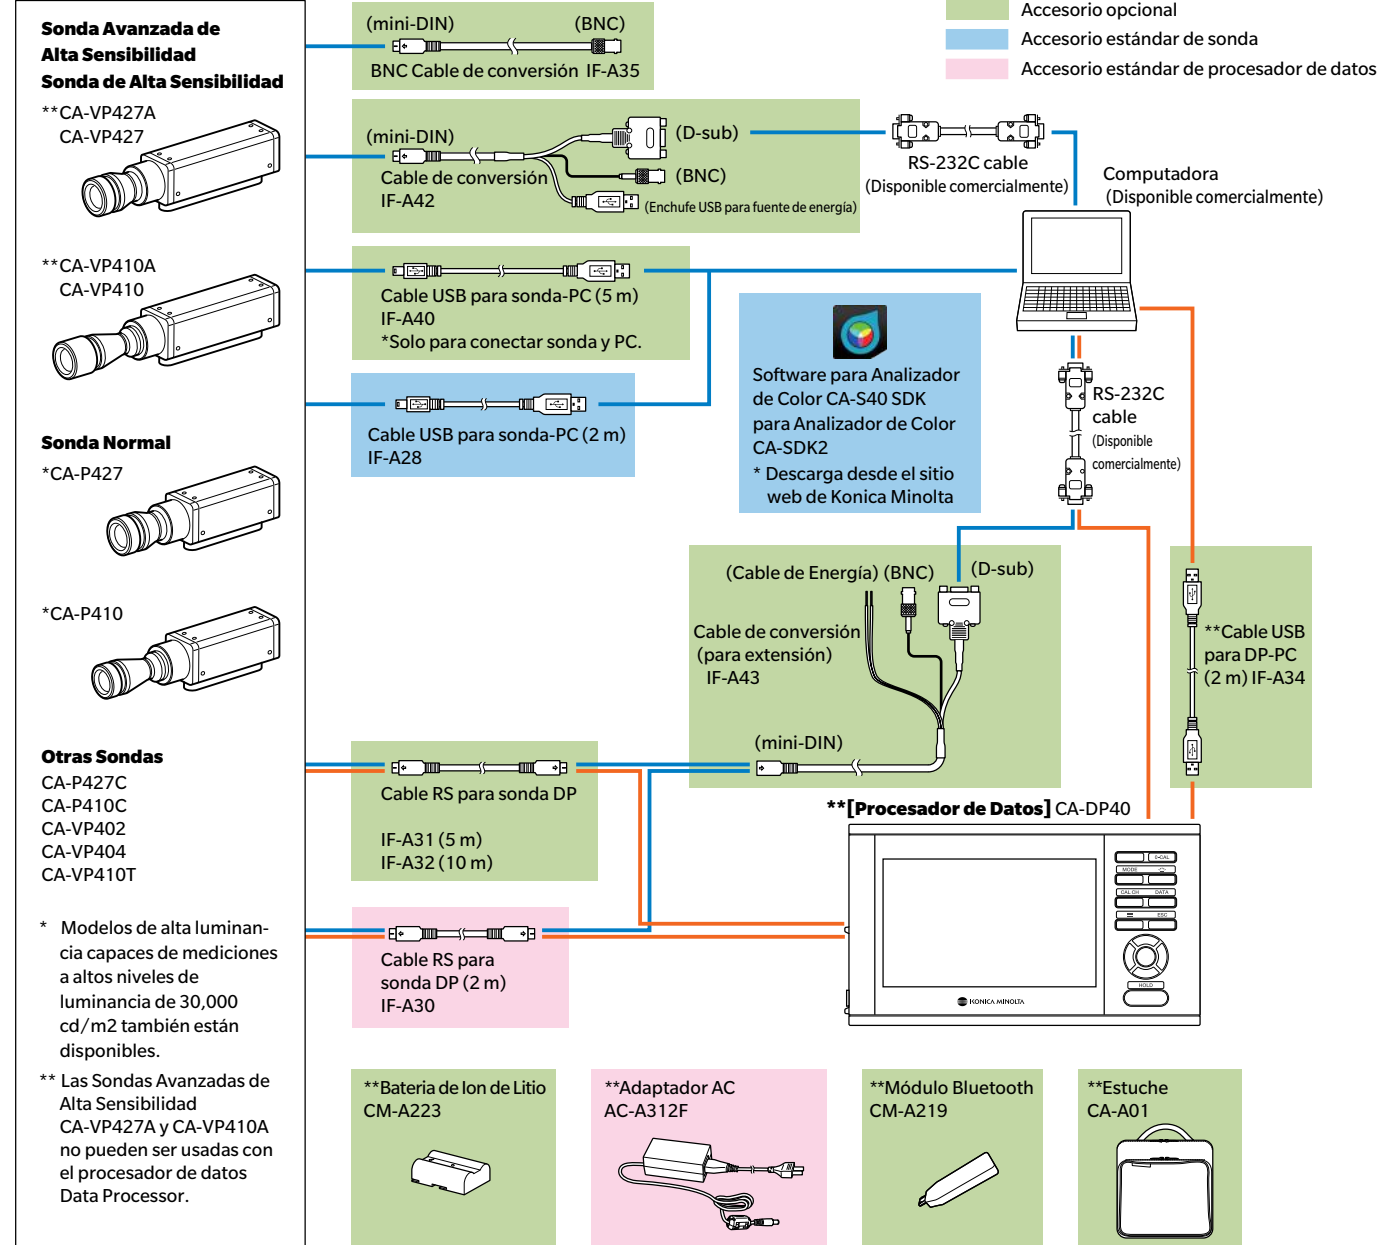 Accesorio opcional
Accesorio estándar de sonda
Accesorio estándar de procesador de datos
Sonda Avanzada de
Alta Sensibilidad
Sonda de Alta Sensibilidad
**CA-VP427A
CA-VP427
**CA-VP410A
CA-VP410
Sonda Normal
*CA-P427
*CA-P410
Otras Sondas
CA-P427C
CA-P410C
CA-VP402
CA-VP404
CA-VP410T
* Modelos de alta luminan-
cia capaces de mediciones
a altos niveles de
luminancia de 30,000
cd/m2 también están
disponibles.
** Las Sondas Avanzadas de
Alta Sensibilidad
CA-VP427A y CA-VP410A
no pueden ser usadas con
el procesador de datos
Data Processor.
(mini-DIN) (BNC)
BNC Cable de conversión IF-A35
(mini-DIN)
(D-sub)
(BNC)
Cable de conversión
IF-A42
(Enchufe USB para fuente de energía)
RS-232C cable
(Disponible comercialmente)
Computadora
(Disponible comercialmente)
Cable USB para sonda-PC (5 m)
IF-A40
*Solo para conectar sonda y PC.
Cable USB para sonda-PC (2 m)
IF-A28
Software para Analizador
de Color CA-S40 SDK
para Analizador de Color
CA-SDK2
* Descarga desde el sitio
web de Konica Minolta
RS-232C
cable
(Disponible
comercialmente)
(Cable de Energía) (BNC) (D-sub)
Cable de conversión
(para extensión)
IF-A43
(mini-DIN)
**Cable USB
para DP-PC
(2 m) IF-A34
Cable RS para sonda DP
IF-A31 (5 m)
IF-A32 (10 m)
**[Procesador de Datos] CA-DP40
0-CAL
MODE
CAL CH DATA
ESC
HOLD
KONICA MINOLTA
Cable RS para
sonda DP (2 m)
IF-A30
**Bateria de Ion de Litio
CM-A223
**Adaptador AC
AC-A312F
**Módulo Bluetooth
CM-A219
**Estuche
CA-A01